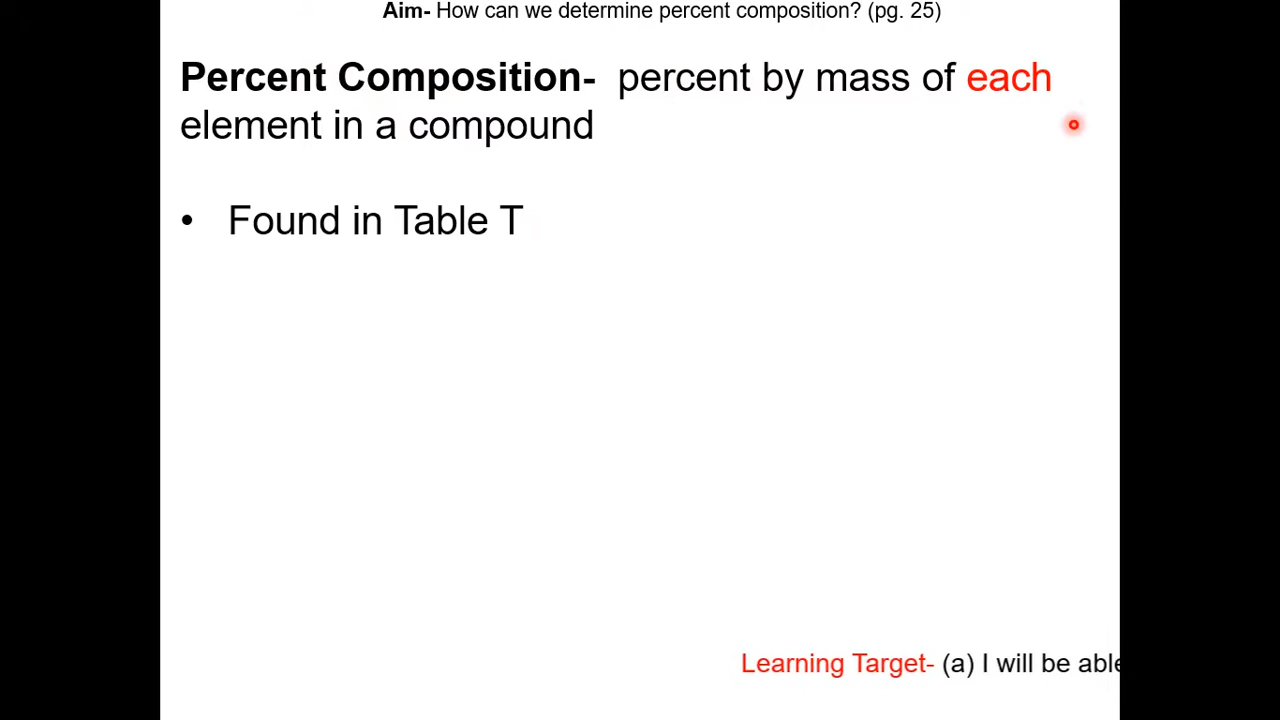 Aim- How can we determine percent composition? (pg. 25)
Percent Composition- percent by mass of each
element in a compound
• Found in Table T
Learning Target- (a) I will be able